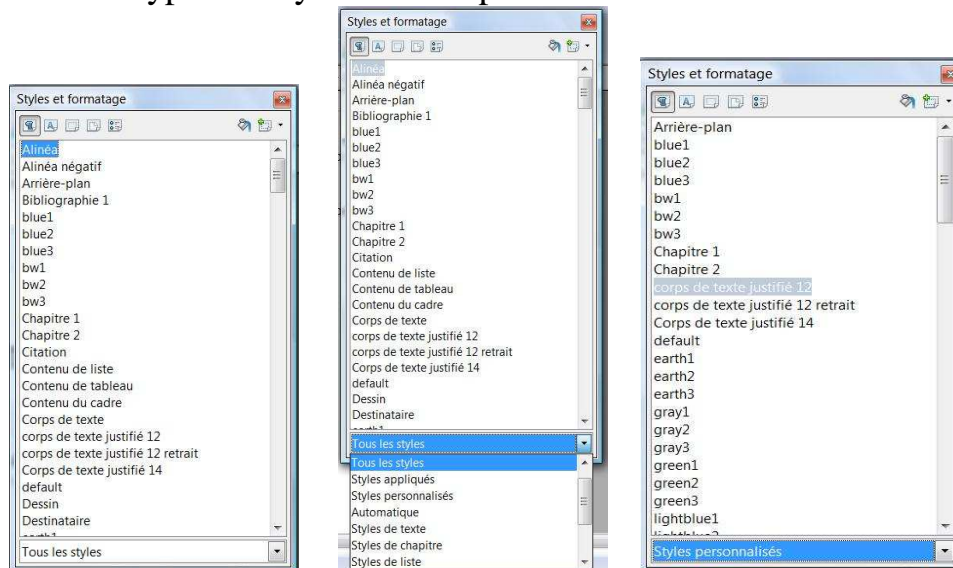 Styles et formatage
Alinéa
Alinéa négatif
Arrière-plan
Bibliographie 1
blue1
blue2
blue3
bw1
bw2
bw3
Chapitre 1
Chapitre 2
Citation
Contenu de liste
Contenu de tableau
Contenu du cadre
Corps de texte
corps de texte justifié 12
corps de texte justifié 12 retrait
Corps de texte justifié 14
default
Dessin
Destinataire
Tous les styles
Styles et formatage
Alinéa
Alinéa négatif
Arrière-plan
Bibliographie 1
blue1
blue2
blue3
bw1
bw2
bw3
Chapitre 1
Chapitre 2
Citation
Contenu de liste
Contenu de tableau
Contenu du cadre
Corps de texte
corps de texte justifié 12
corps de texte justifié 12 retrait
Corps de texte justifié 14
default
Dessin
Destinataire
Tous les styles
Tous les styles
Styles appliqués
Styles personnalisés
Automatique
Styles de texte
Styles de chapitre
Styles de liste
Styles et formatage
Arrière-plan
blue1
blue2
blue3
bw1
bw2
bw3
Chapitre 1
Chapitre 2
corps de texte justifié 12
corps de texte justifié 12 retrait
Corps de texte justifié 14
default
earth1
earth2
earth3
gray1
gray2
gray3
green1
green2
green3
lightblue1
Styles personnalisés